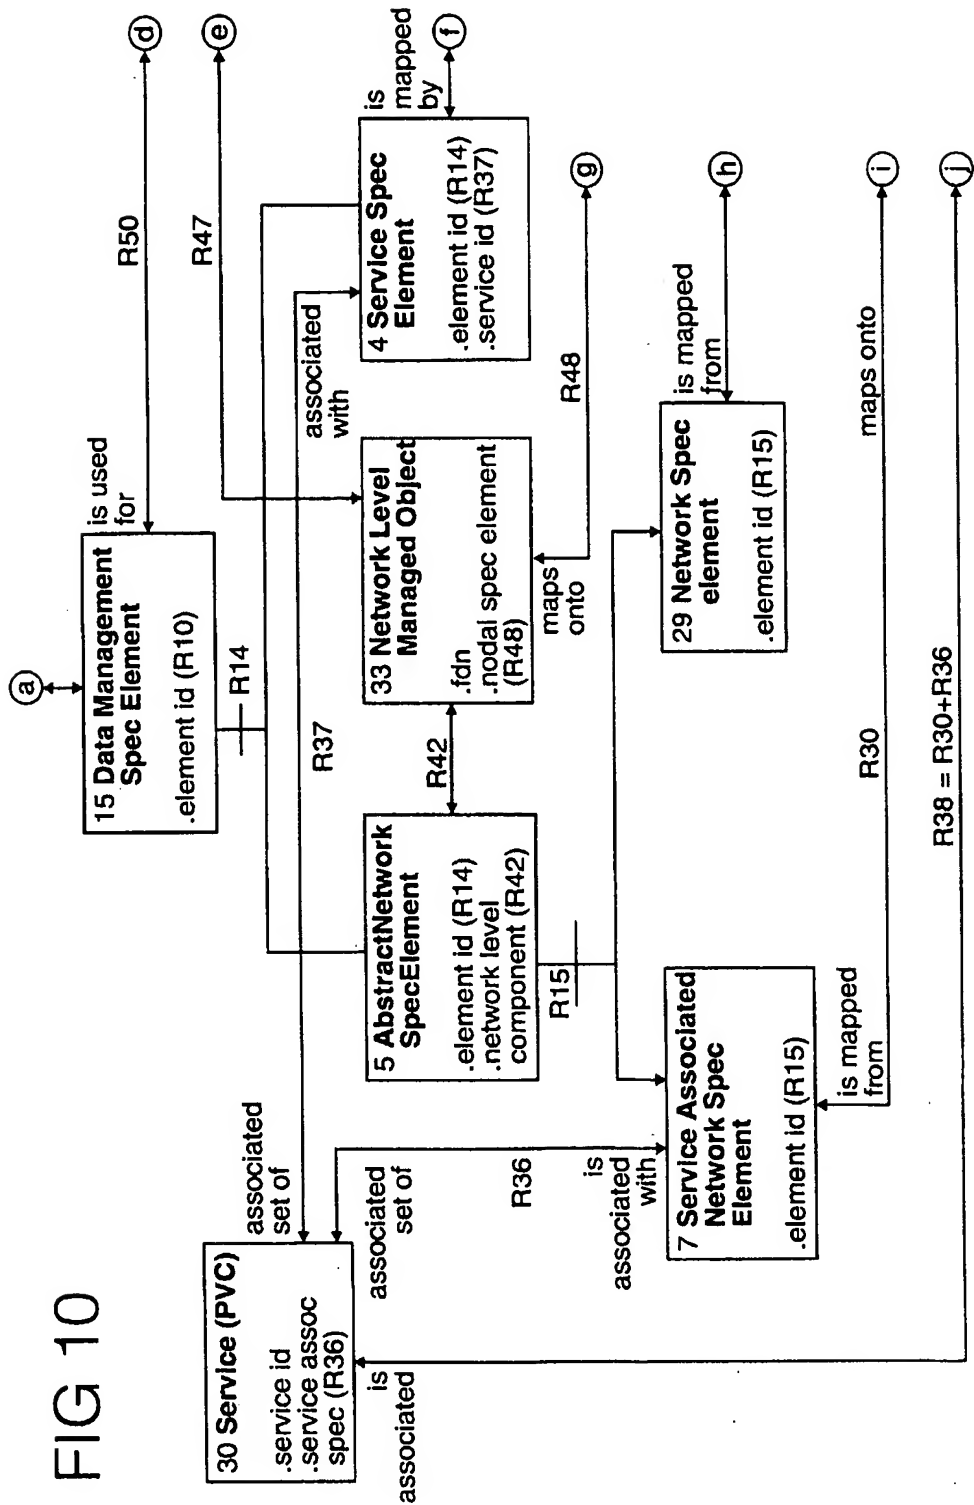 FIG 10
a
15 Data Management
Spec Element
.element id (R10)
is used
for
R50
d
R14
R47
e
30 Service (PVC)
.service id
.service assoc
spec (R36)
associated
set of
R37
associated
with
4 Service Spec
Element
.element id (R14)
.service id (R37)
is
mapped
by
f
5 AbstractNetwork
SpecElement
.element id (R14)
.network level
component (R42)
R42
33 Network Level
Managed Object
.fdn
.nodal spec element
(R48)
maps
onto
R48
g
is
associated
associated
set of
R36
is
associated
with
R15
7 Service Associated
Network Spec
Element
.element id (R15)
29 Network Spec
element
.element id (R15)
is mapped
from
h
is mapped
from
R30
maps onto
i
R38 = R30+R36
j